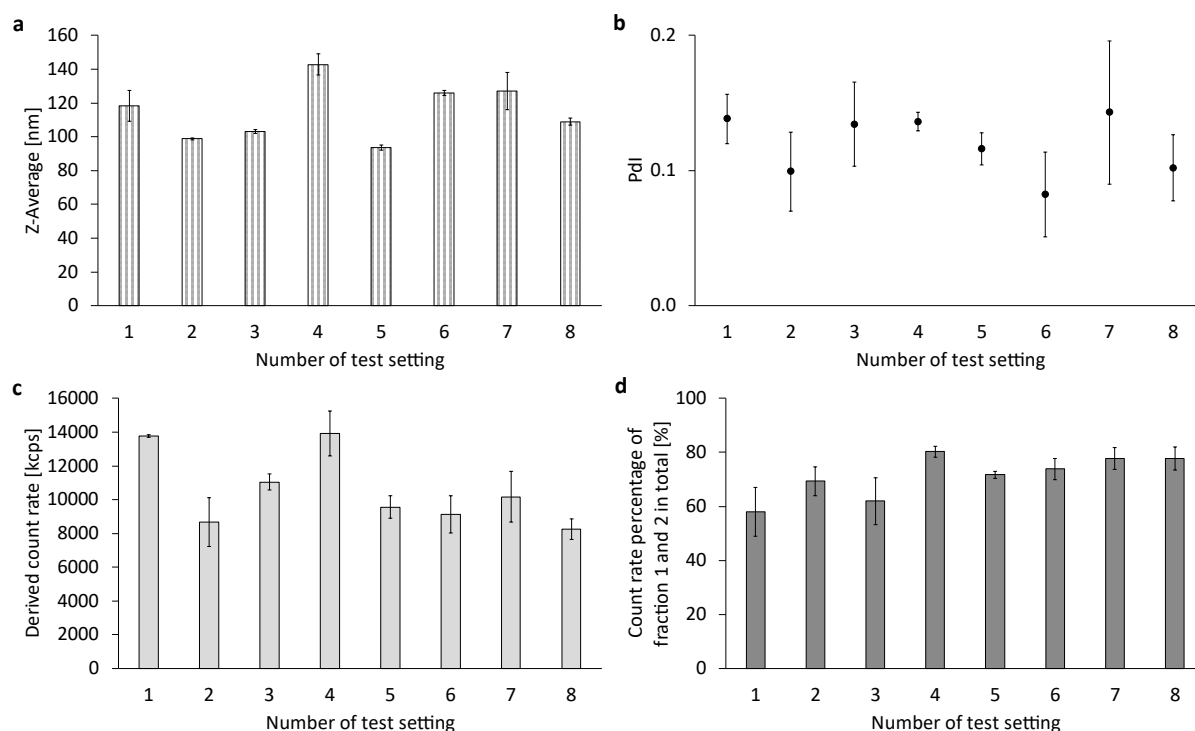 a
Z-Average [nm]
160
140
120
100
80
60
40
20
0
1 2 3 4 5 6 7 8
Number of test setting
b
PdI
0.2
0.1
0.0
1 2 3 4 5 6 7 8
Number of test setting
c
Derived count rate [kcps]
16000
14000
12000
10000
8000
6000
4000
2000
0
1 2 3 4 5 6 7 8
Number of test setting
d
Count rate percentage of
fraction 1 and 2 in total [%]
100
80
60
40
20
0
1 2 3 4 5 6 7 8
Number of test setting